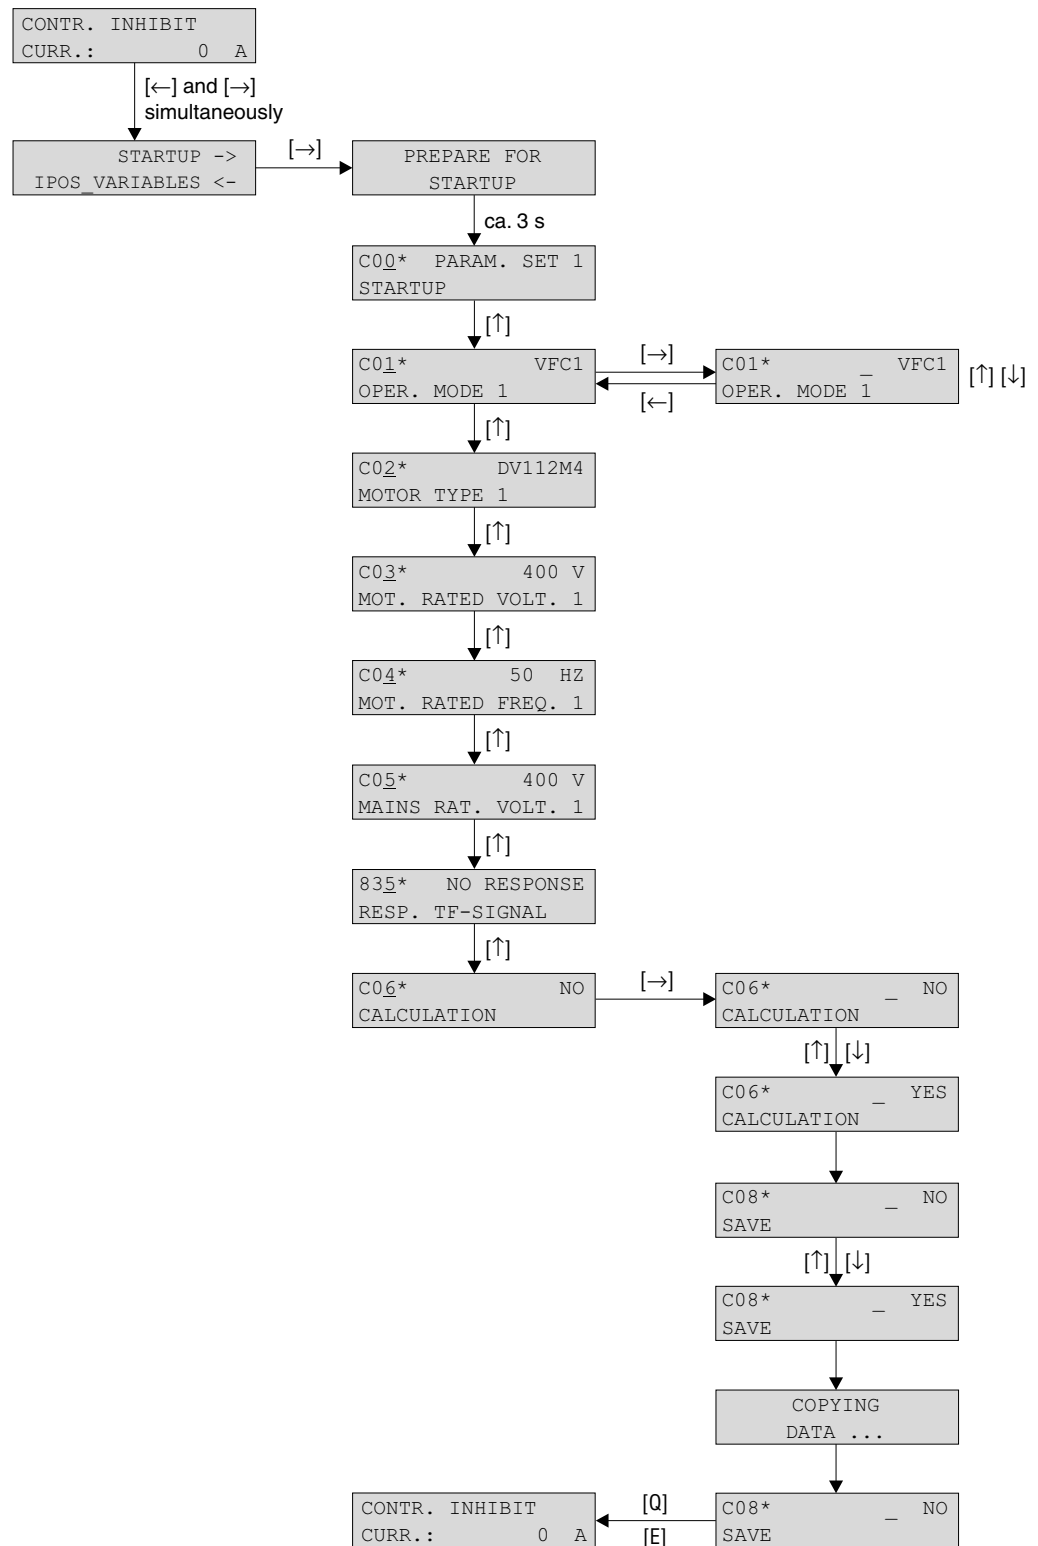 CONTR. INHIBIT
CURR.: 0 A
[←] and [→]
simultaneously
STARTUP ->
IPOS_VARIABLES <-
[→]
PREPARE FOR
STARTUP
ca. 3 s
C00* PARAM. SET 1
STARTUP
[↑]
C01* VFC1
OPER. MODE 1
[→]
[←]
C01* _ VFC1
OPER. MODE 1
[↑] [↓]
[↑]
C02* DV112M4
MOTOR TYPE 1
[↑]
C03* 400 V
MOT. RATED VOLT. 1
[↑]
C04* 50 HZ
MOT. RATED FREQ. 1
[↑]
C05* 400 V
MAINS RAT. VOLT. 1
[↑]
835* NO RESPONSE
RESP. TF-SIGNAL
[↑]
C06* NO
CALCULATION
[→]
C06* _ NO
CALCULATION
[↑] [↓]
C06* _ YES
CALCULATION
C08* _ NO
SAVE
[↑] [↓]
C08* _ YES
SAVE
COPYING
DATA ...
C08* _ NO
SAVE
[Q]
[E]
CONTR. INHIBIT
CURR.: 0 A